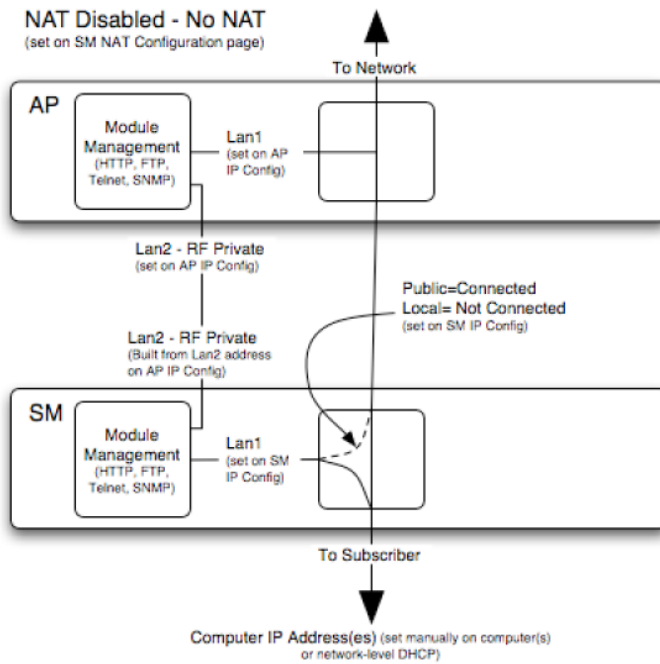 NAT Disabled - No NAT
(set on SM NAT Configuration page)
To Network
AP
Module
Management
(HTTP, FTP,
Telnet, SNMP)
Lan1
(set on AP
IP Config)
Lan2 - RF Private
(set on AP IP Config)
Public=Connected
Local= Not Connected
(set on SM IP Config)
Lan2 - RF Private
(Built from Lan2 address
on AP IP Config)
SM
Module
Management
(HTTP, FTP,
Telnet, SNMP)
Lan1
(set on SM
IP Config)
To Subscriber
Computer IP Address(es) (set manually on computer(s)
or network-level DHCP)